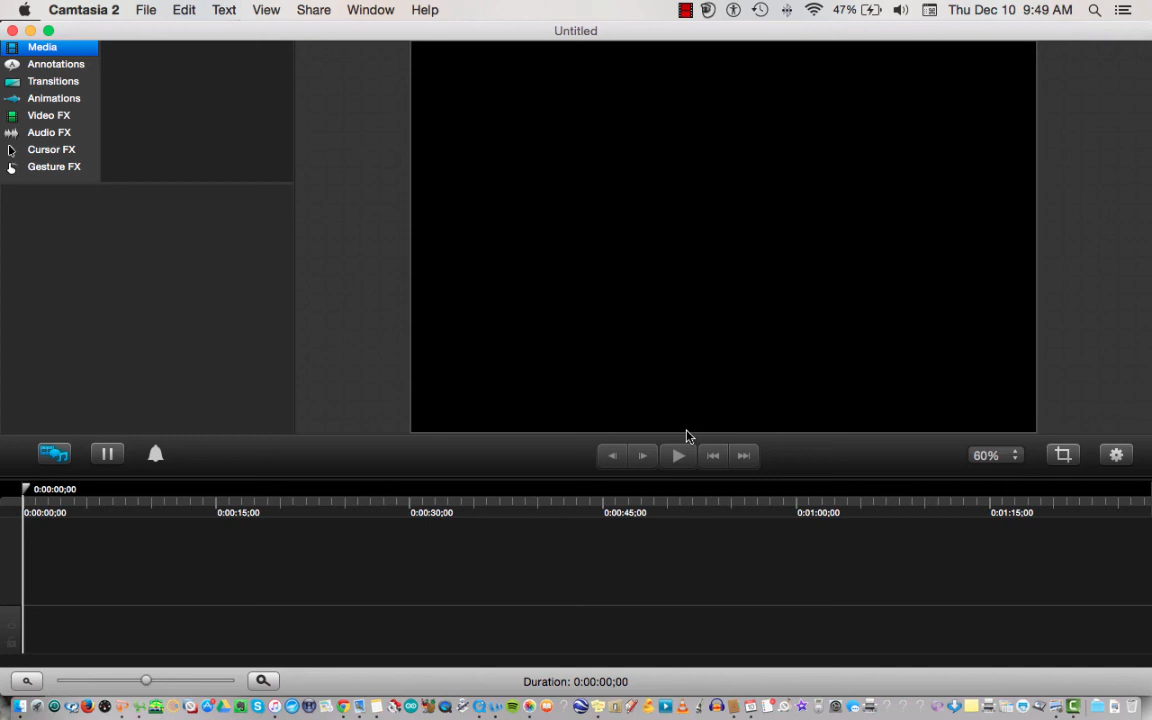 Camtasia 2 File Edit Text View Share Window Help 47% Thu Dec 10 9:49 AM
Untitled
Media
Annotations
Transitions
Animations
Video FX
Audio FX
Cursor FX
Gesture FX
60%
0:00:00;00
0:00:00;00 0:00:15;00 0:00:30;00 0:00:45;00 0:01:00;00 0:01:15;00
Duration: 0:00:00;00